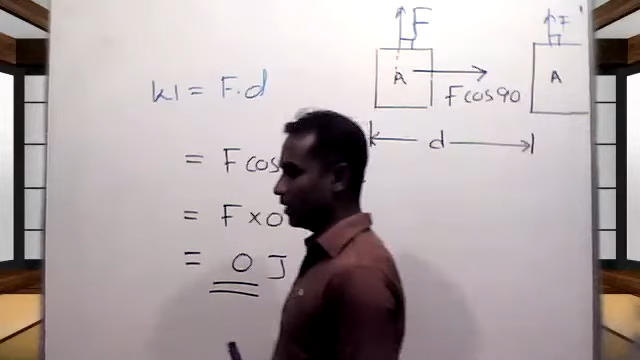 F F'
A A
F cos 90
d
W = F.d
= F cos
= F × 0
= 0 J